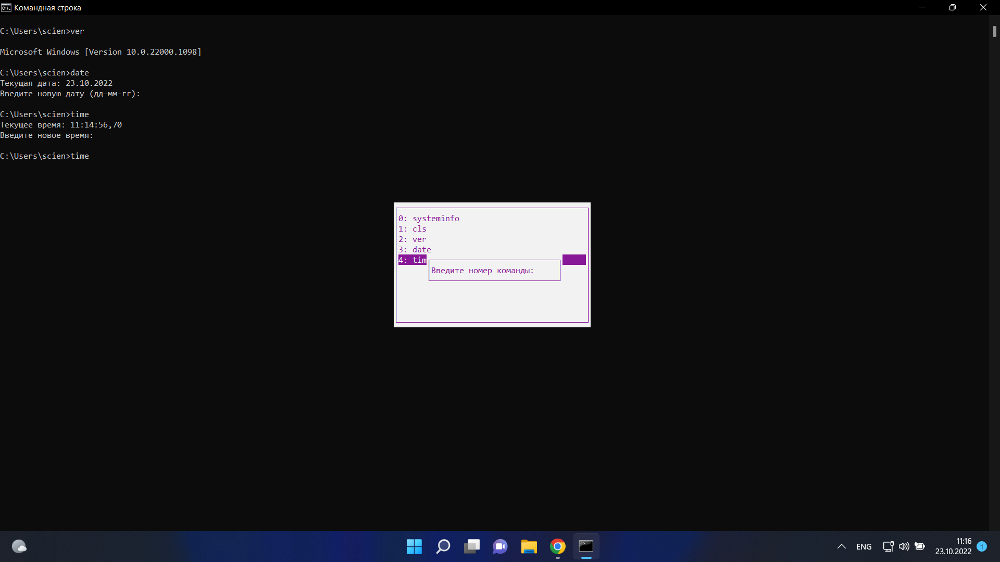 Командная строка
C:\Users\scien>ver
Microsoft Windows [Version 10.0.22000.1098]
C:\Users\scien>date
Текущая дата: 23.10.2022
Введите новую дату (дд-мм-гг):
C:\Users\scien>time
Текущее время: 11:14:56,70
Введите новое время:
C:\Users\scien>time
0: systeminfo
1: cls
2: ver
3: date
4: tim
Введите номер команды:
ENG
11:16
23.10.2022
1